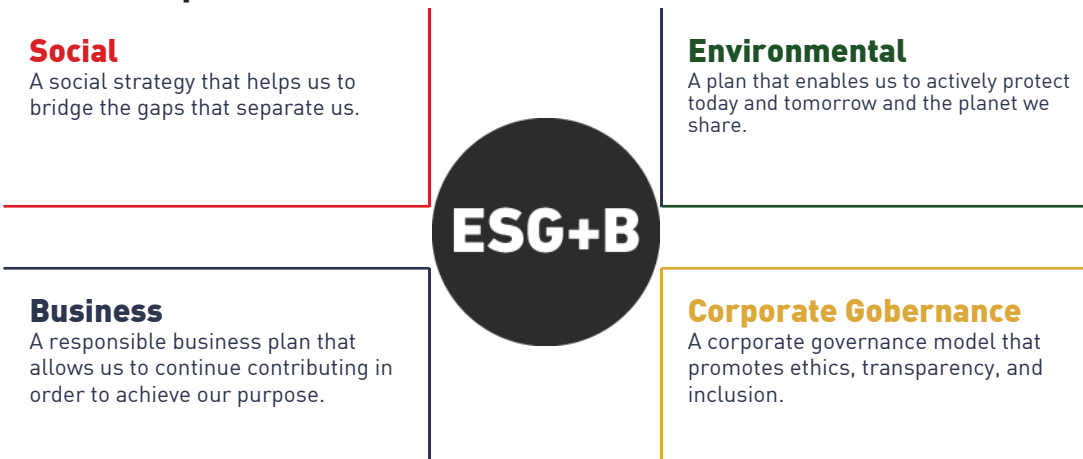 Social
A social strategy that helps us to
bridge the gaps that separate us.
Environmental
A plan that enables us to actively protect
today and tomorrow and the planet we
share.
ESG+B
Business
A responsible business plan that
allows us to continue contributing in
order to achieve our purpose.
Corporate Gobernance
A corporate governance model that
promotes ethics, transparency, and
inclusion.